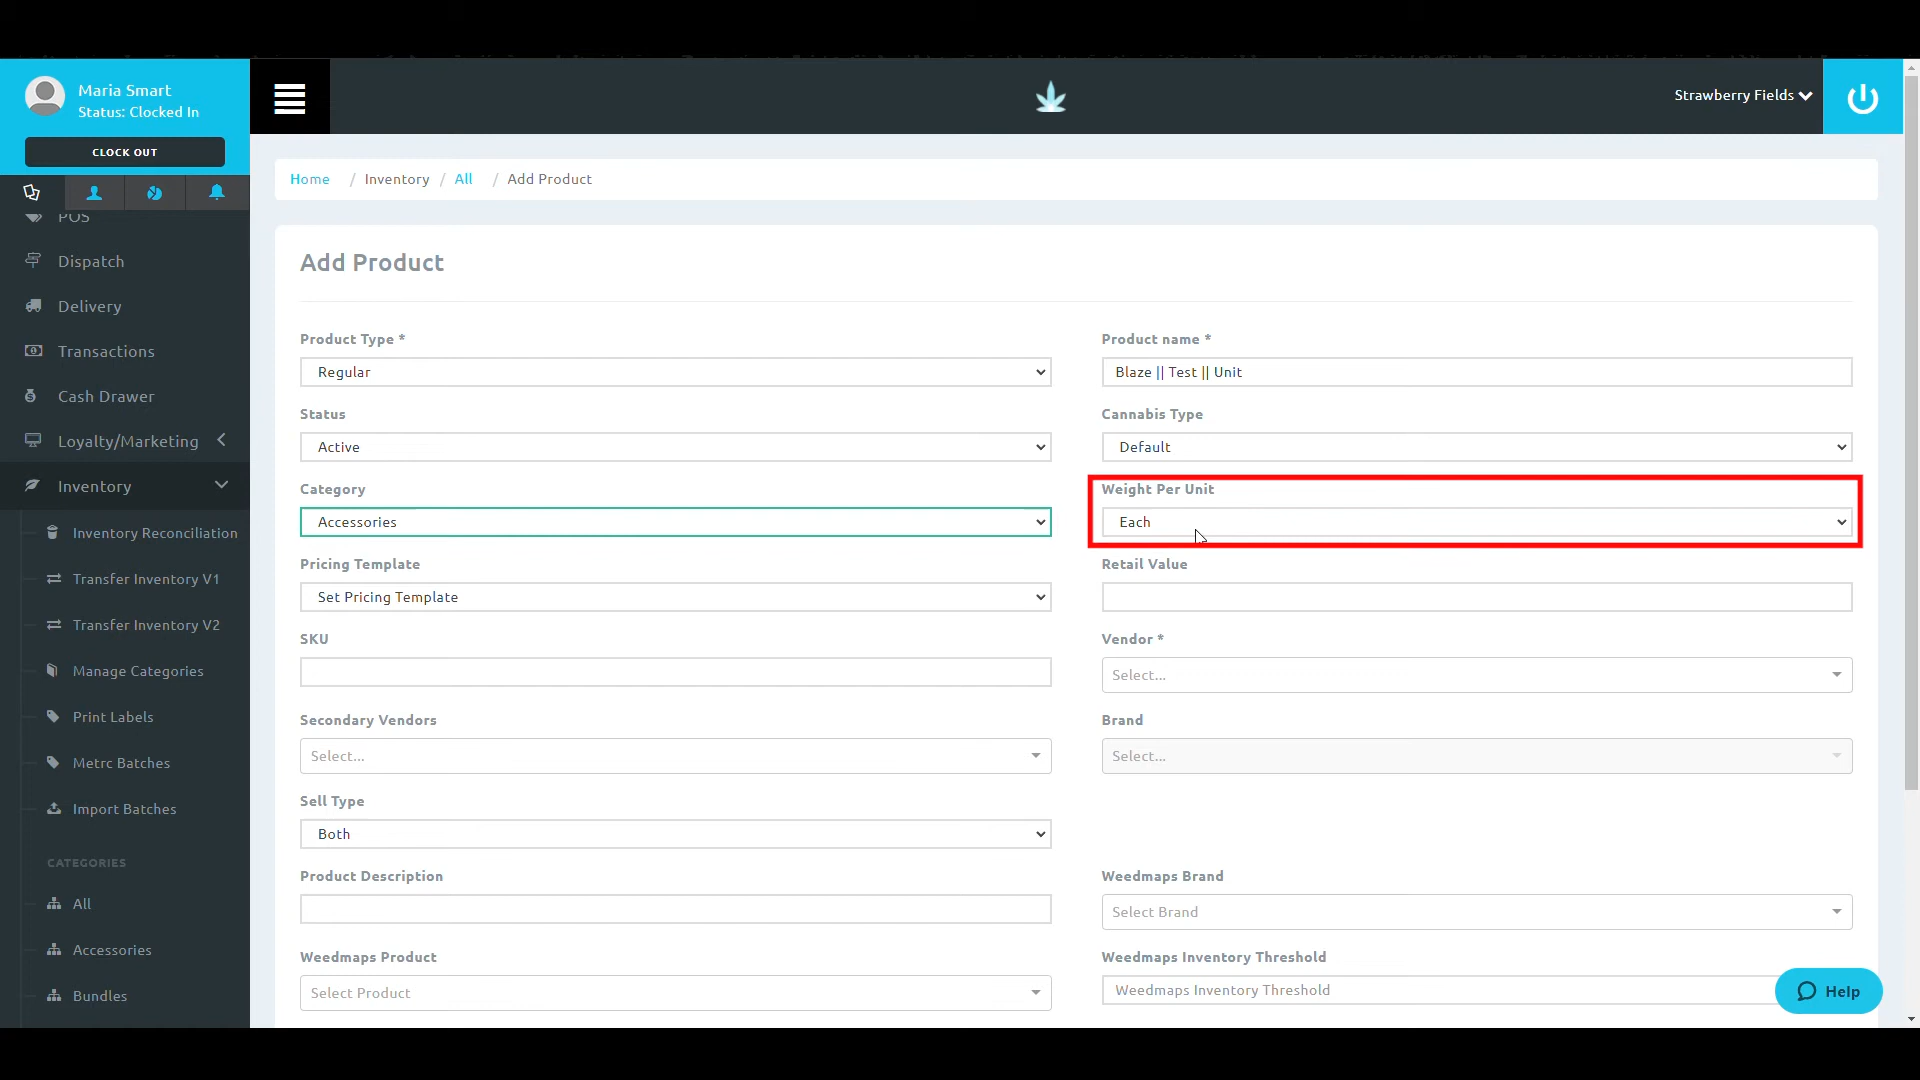 Maria Smart
Status: Clocked In
CLOCK OUT
Strawberry Fields
POS
Dispatch
Delivery
Transactions
Cash Drawer
Loyalty/Marketing
Inventory
Inventory Reconciliation
Transfer Inventory V1
Transfer Inventory V2
Manage Categories
Print Labels
Metrc Batches
Import Batches
CATEGORIES
All
Accessories
Bundles
Home / Inventory / All / Add Product
Add Product
Product Type *
Regular
Product name *
Blaze || Test || Unit
Status
Active
Cannabis Type
Default
Category
Accessories
Weight Per Unit
Each
Pricing Template
Set Pricing Template
Retail Value
SKU
Vendor *
Select...
Secondary Vendors
Select...
Brand
Select...
Sell Type
Both
Product Description
Weedmaps Brand
Select Brand
Weedmaps Product
Select Product
Weedmaps Inventory Threshold
Weedmaps Inventory Threshold
Help